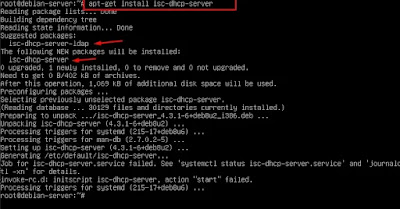 root@debian-server:~# apt-get install isc-dhcp-server
Reading package lists... Done
Building dependency tree
Reading state information... Done
Suggested packages:
  isc-dhcp-server-ldap
The following NEW packages will be installed:
  isc-dhcp-server
0 upgraded, 1 newly installed, 0 to remove and 0 not upgraded.
Need to get 0 B/402 kB of archives.
After this operation, 1,069 kB of additional disk space will be used.
Preconfiguring packages ...
Selecting previously unselected package isc-dhcp-server.
(Reading database ... 30129 files and directories currently installed.)
Preparing to unpack .../isc-dhcp-server_4.3.1-6+deb8u2_i386.deb ...
Unpacking isc-dhcp-server (4.3.1-6+deb8u2) ...
Processing triggers for systemd (215-17+deb8u6) ...
Processing triggers for man-db (2.7.0.2-5) ...
Setting up isc-dhcp-server (4.3.1-6+deb8u2) ...
Generating /etc/default/isc-dhcp-server...
Job for isc-dhcp-server.service failed. See 'systemctl status isc-dhcp-server.service' and 'journalc
tl -xn' for details.
invoke-rc.d: initscript isc-dhcp-server, action "start" failed.
Processing triggers for systemd (215-17+deb8u6) ...
root@debian-server:~#